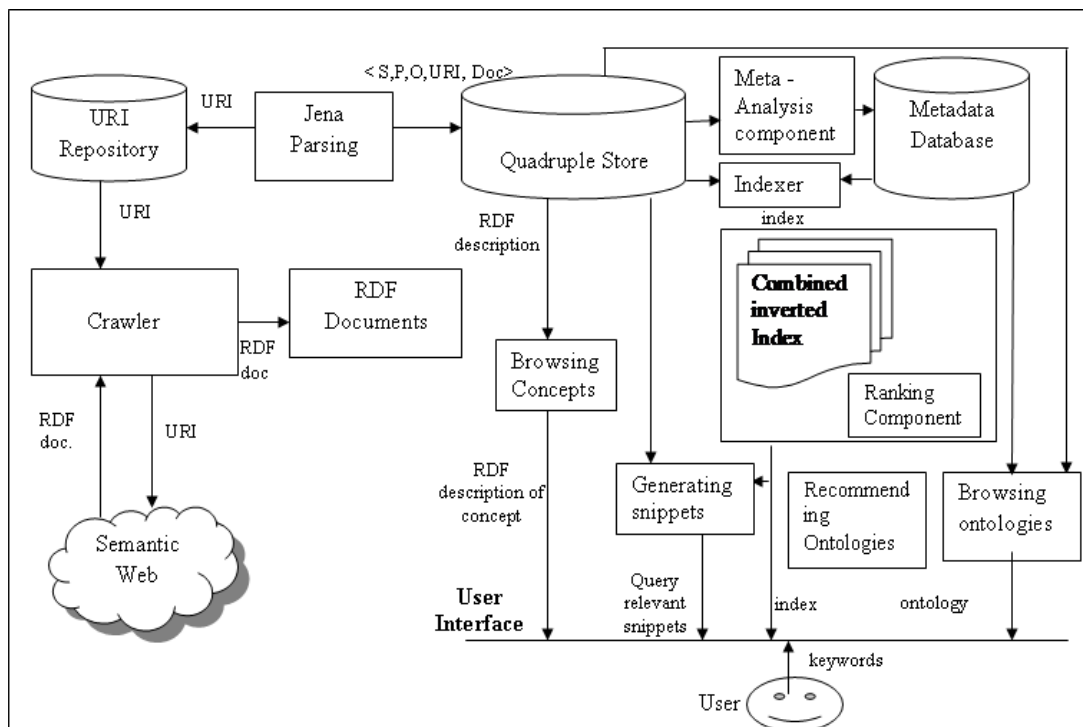 < S,P,O,URI, Doc>
URI
Repository
URI
Jena
Parsing
Quadruple Store
Meta -
Analysis
component
Metadata
Database
Indexer
index
URI
RDF
description
Crawler
RDF
Documents
RDF
doc
Combined
inverted
Index
Ranking
Component
Browsing
Concepts
RDF
doc.
URI
RDF
description of
concept
Generating
snippets
Recommend
ing
Ontologies
Browsing
ontologies
Semantic
Web
User
Interface
Query
relevant
snippets
index
ontology
keywords
User